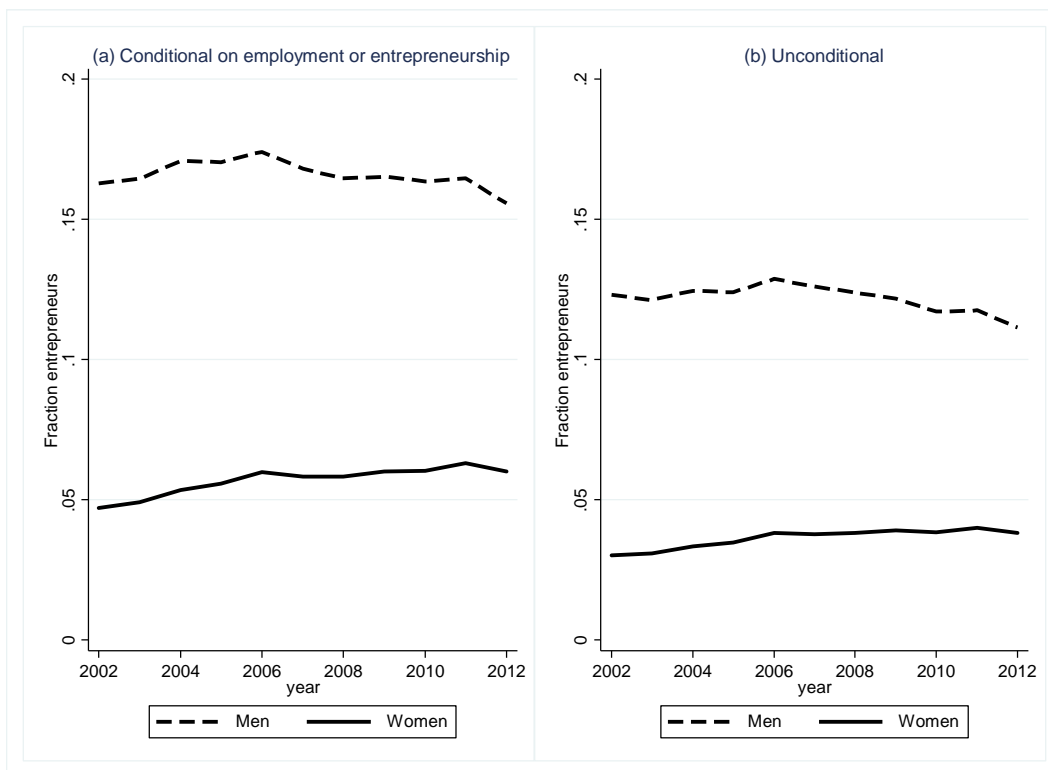 (a) Conditional on employment or entrepreneurship
Fraction entrepreneurs
.2
.15
.1
.05
0
2002 2004 2006 2008 2010 2012
year
Men Women
(b) Unconditional
Fraction entrepreneurs
.2
.15
.1
.05
0
2002 2004 2006 2008 2010 2012
year
Men Women